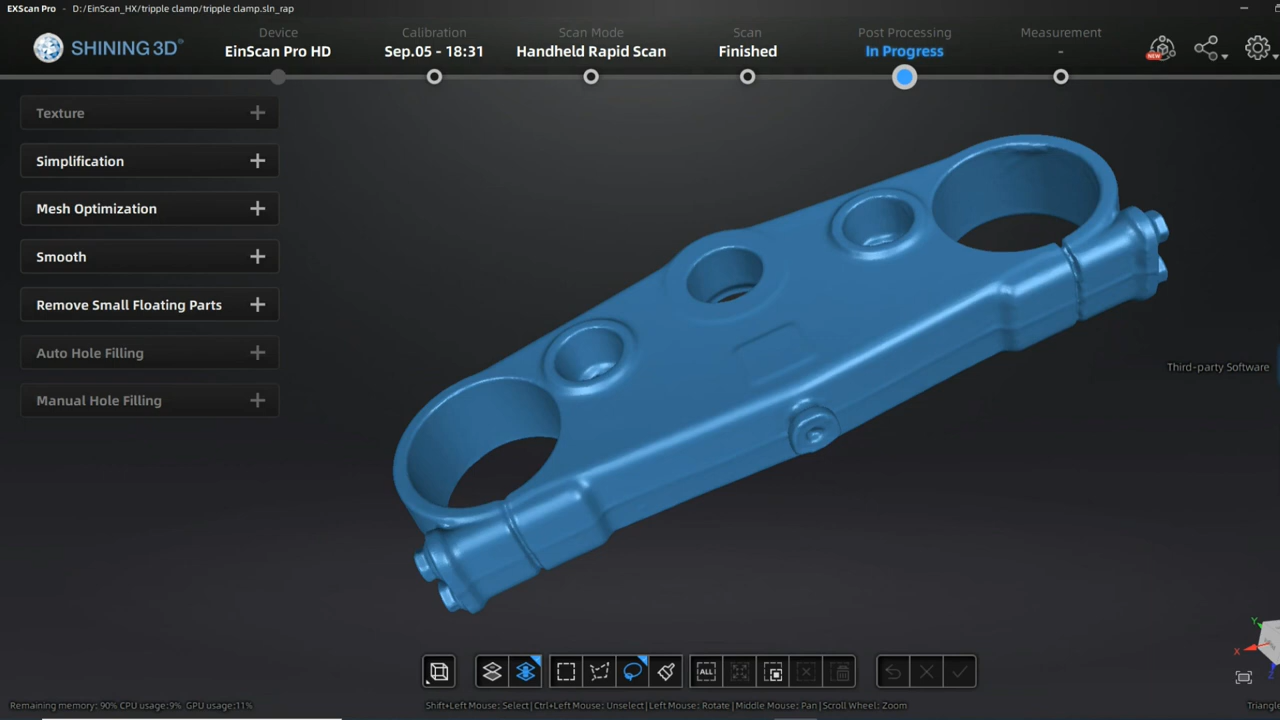 EXScan Pro - D:/EinScan_HX/tripple clamp/tripple clamp.sln_rap
SHINING 3D®
Device
EinScan Pro HD
Calibration
Sep.05 - 18:31
Scan Mode
Handheld Rapid Scan
Scan
Finished
Post Processing
In Progress
Measurement
-
NEW
Texture
Simplification
Mesh Optimization
Smooth
Remove Small Floating Parts
Auto Hole Filling
Manual Hole Filling
Third-party Software
Y
X
Z
ALL
Remaining memory: 90% CPU usage:9% GPU usage:11%
Shift+Left Mouse: Select | Ctrl+Left Mouse: Unselect | Left Mouse: Rotate | Middle Mouse: Pan | Scroll Wheel: Zoom
Triangle